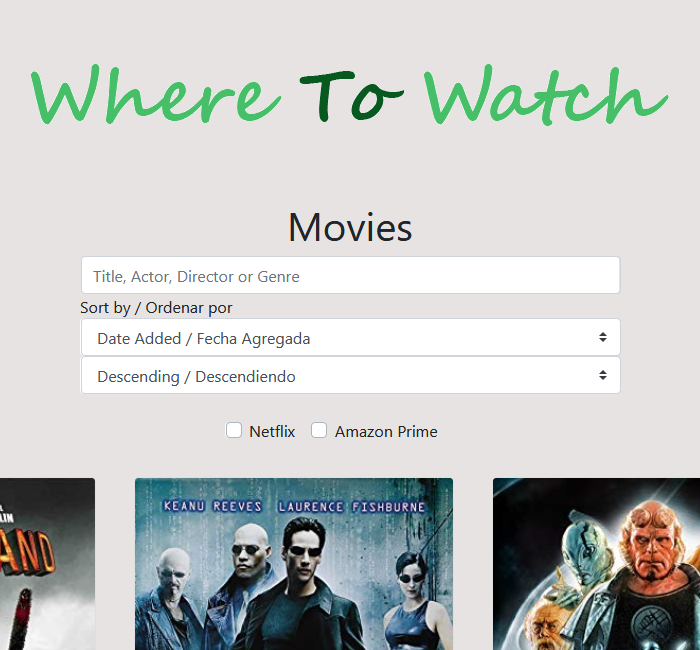 Where To Watch
Movies
Title, Actor, Director or Genre
Sort by / Ordenar por
Date Added / Fecha Agregada
Descending / Descendiendo
Netflix Amazon Prime
KEANU REEVES LAURENCE FISHBURNE
LIN
AND